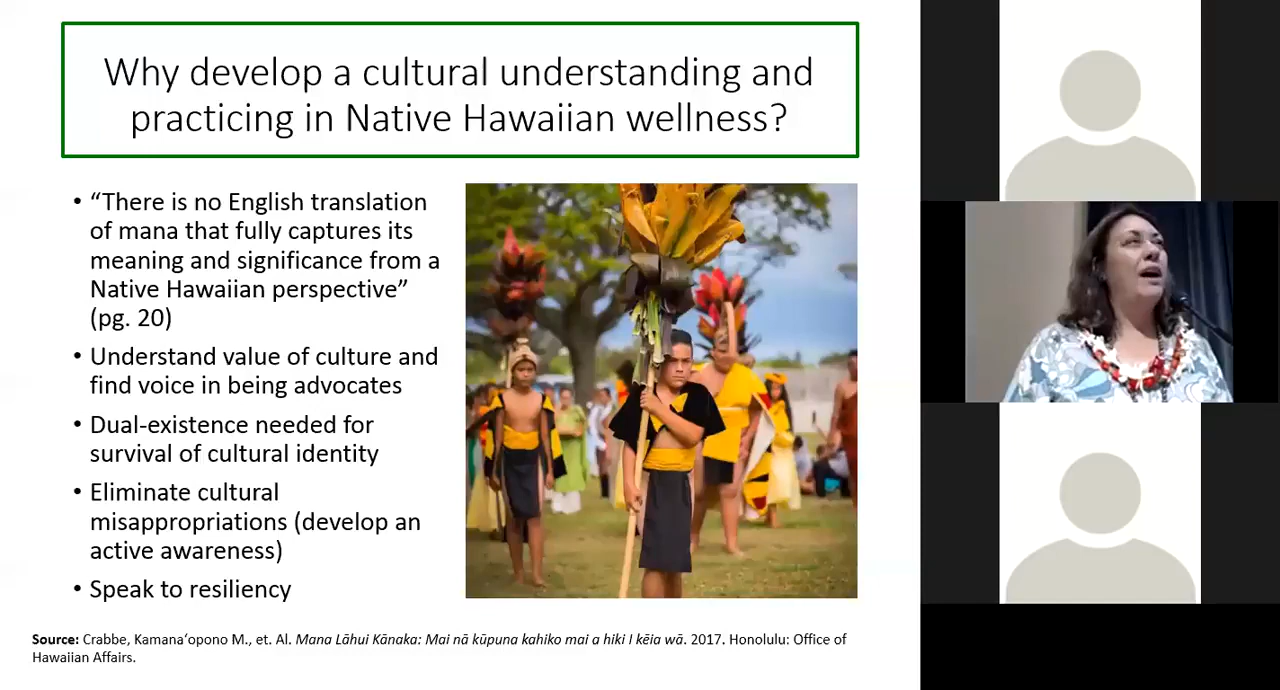 Why develop a cultural understanding and
practicing in Native Hawaiian wellness?
• “There is no English translation
of mana that fully captures its
meaning and significance from a
Native Hawaiian perspective”
(pg. 20)
• Understand value of culture and
find voice in being advocates
• Dual-existence needed for
survival of cultural identity
• Eliminate cultural
misappropriations (develop an
active awareness)
• Speak to resiliency
Source: Crabbe, Kamanaʻopono M., et. Al. Mana Lāhui Kānaka: Mai nā kūpuna kahiko mai a hiki I kēia wā. 2017. Honolulu: Office of
Hawaiian Affairs.